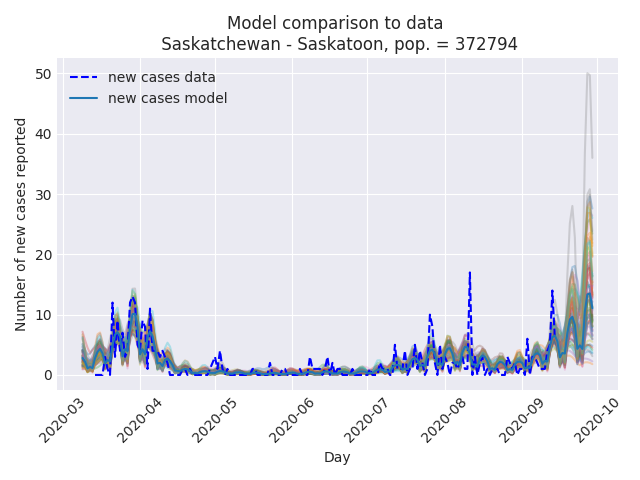 Model comparison to data
Saskatchewan - Saskatoon, pop. = 372794
new cases data
new cases model
Number of new cases reported
50
40
30
20
10
0
2020-03
2020-04
2020-05
2020-06
2020-07
2020-08
2020-09
2020-10
Day